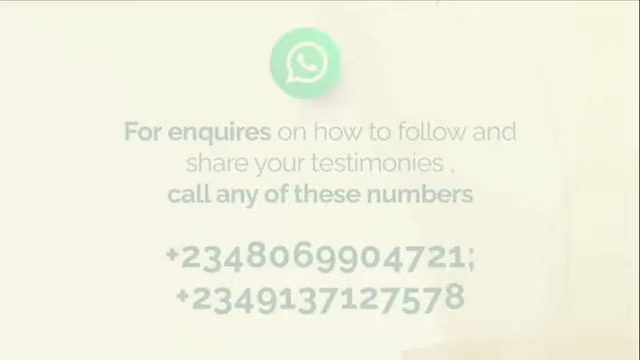 For enquires on how to follow and
share your testimonies ,
call any of these numbers
+2348069904721;
+2349137127578